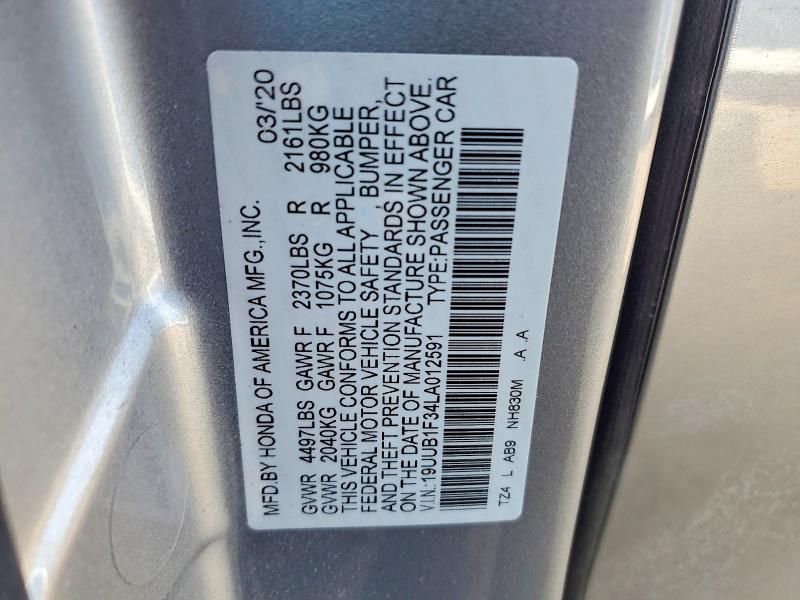 MFD.BY HONDA OF AMERICA MFG.,INC. 03/'20
GVWR 4497LBS GAWR F 2370LBS R 2161LBS
GVWR 2040KG GAWR F 1075KG R 980KG
THIS VEHICLE CONFORMS TO ALL APPLICABLE
FEDERAL MOTOR VEHICLE SAFETY, BUMPER,
AND THEFT PREVENTION STANDARDS IN EFFECT
ON THE DATE OF MANUFACTURE SHOWN ABOVE.
V.I.N.:19UUB1F34LA012591 TYPE:PASSENGER CAR
TZ4 L AB9 NH830M .A .A